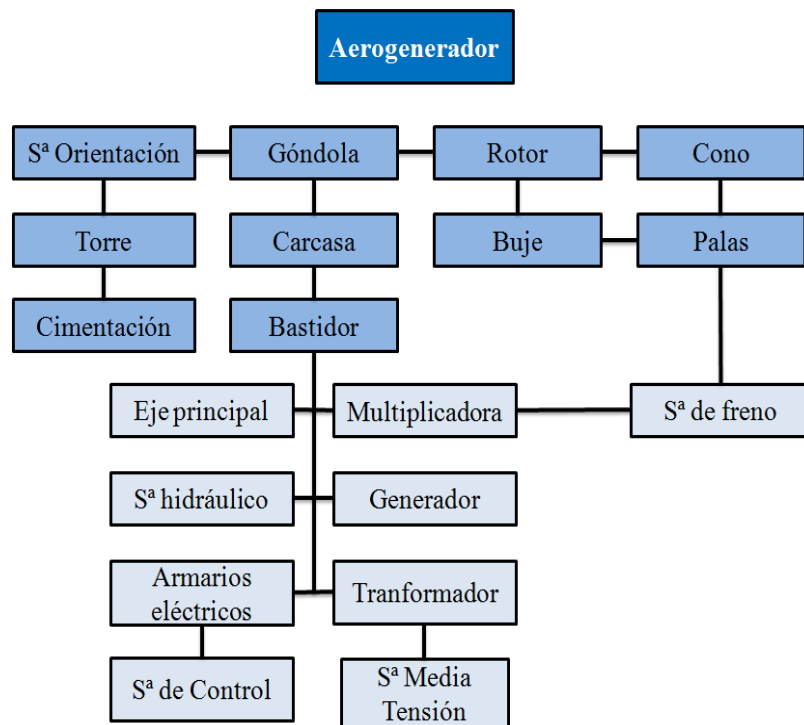 Aerogenerador
Sª Orientación
Góndola
Rotor
Cono
Torre
Carcasa
Buje
Palas
Cimentación
Bastidor
Eje principal
Multiplicadora
Sª de freno
Sª hidráulico
Generador
Armarios
eléctricos
Tranformador
Sª de Control
Sª Media
Tensión